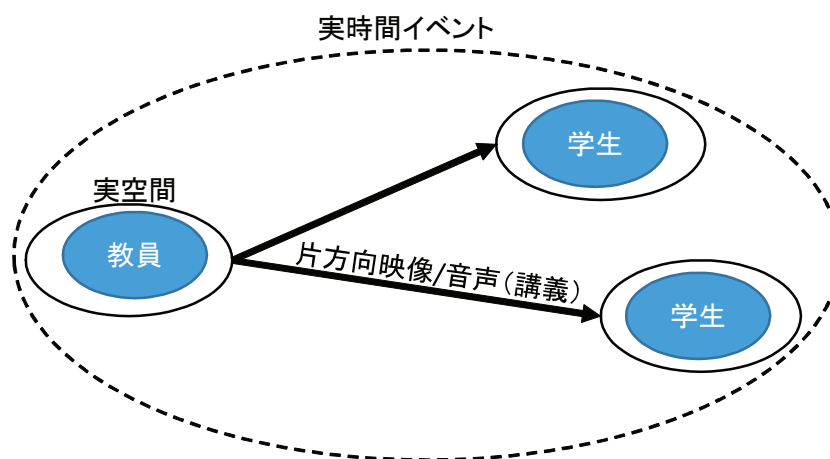 実時間イベント
学生
実空間
教員
片方向映像/音声(講義)
学生